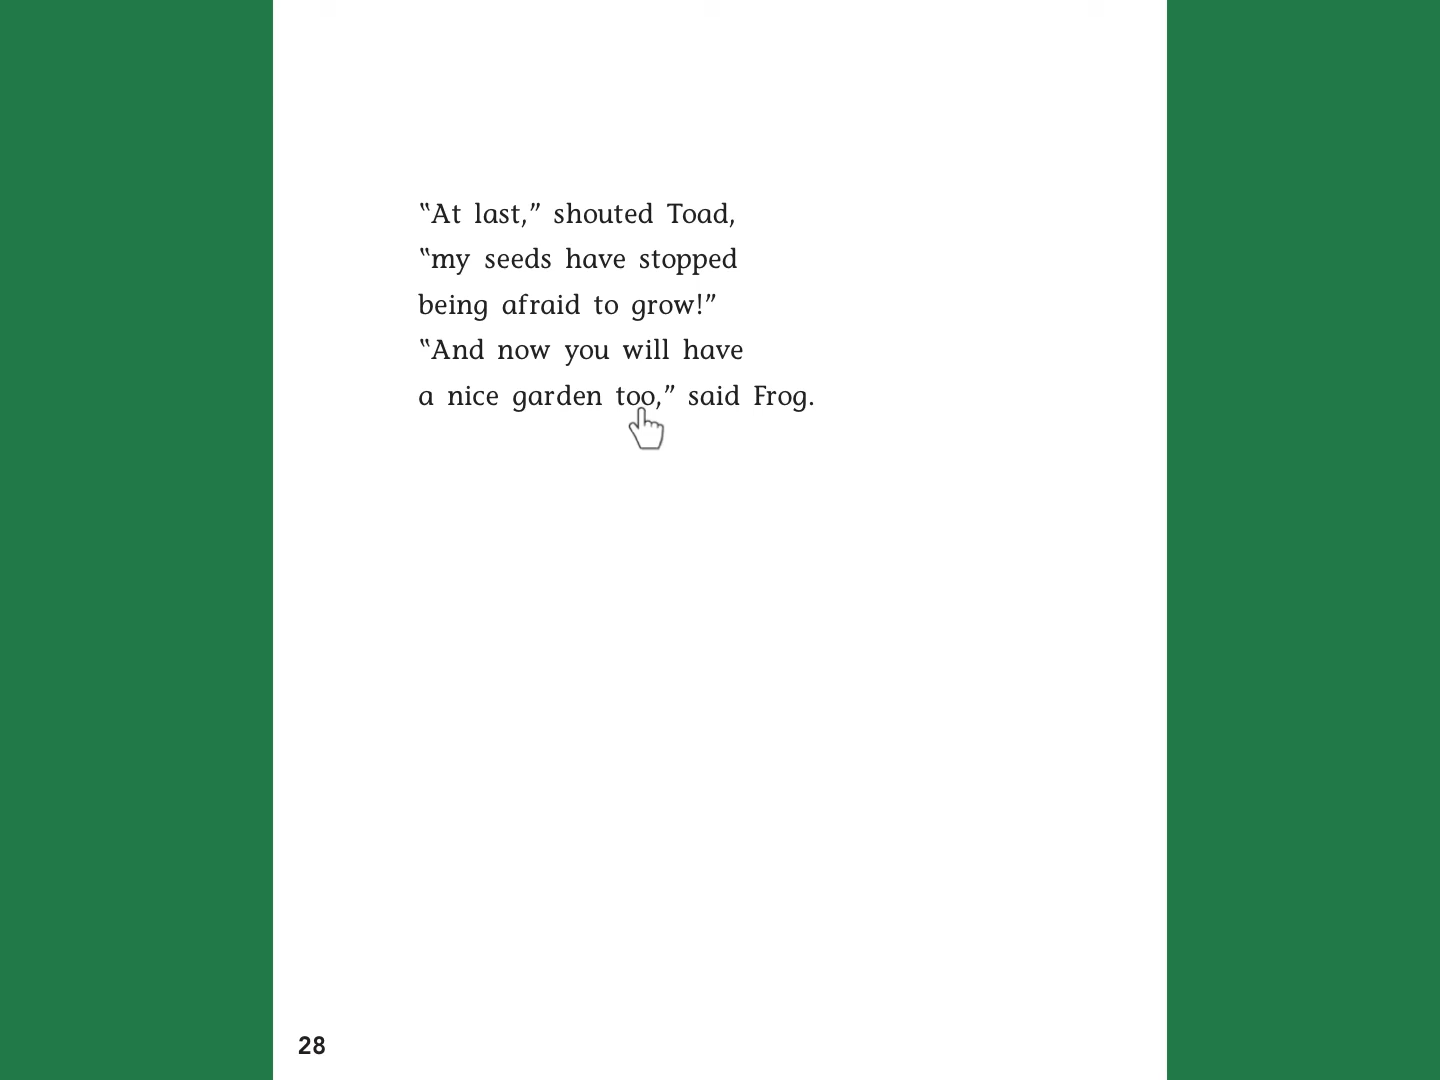 “At last,” shouted Toad,
“my seeds have stopped
being afraid to grow!”
“And now you will have
a nice garden too,” said Frog.
28